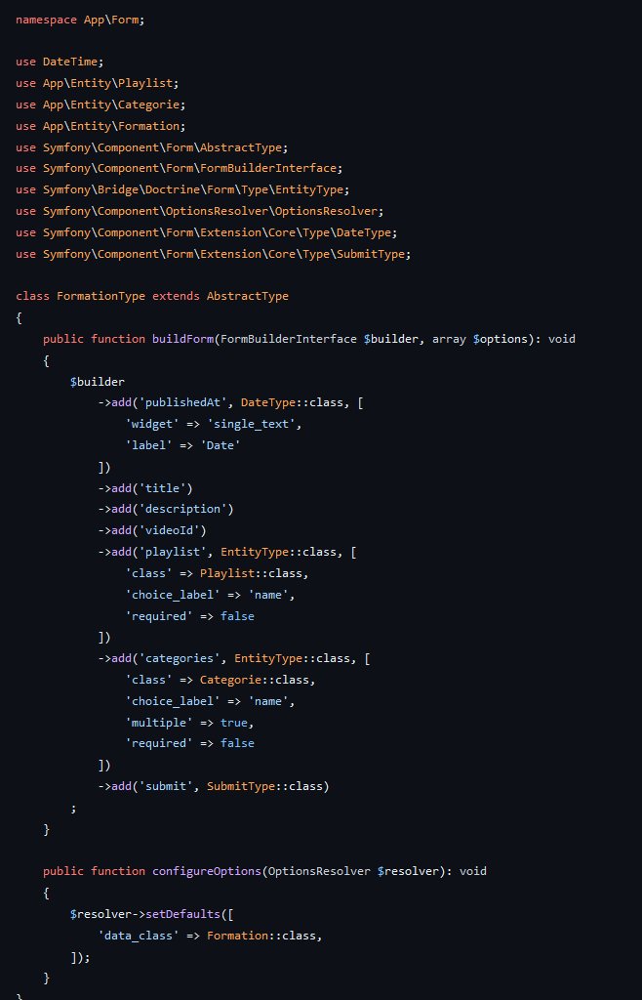 namespace App\Form;
use DateTime;
use App\Entity\Playlist;
use App\Entity\Categorie;
use App\Entity\Formation;
use Symfony\Component\Form\AbstractType;
use Symfony\Component\Form\FormBuilderInterface;
use Symfony\Bridge\Doctrine\Form\Type\EntityType;
use Symfony\Component\OptionsResolver\OptionsResolver;
use Symfony\Component\Form\Extension\Core\Type\DateType;
use Symfony\Component\Form\Extension\Core\Type\SubmitType;
class FormationType extends AbstractType
{
    public function buildForm(FormBuilderInterface $builder, array $options): void
    {
        $builder
            ->add('publishedAt', DateType::class, [
                'widget' => 'single_text',
                'label' => 'Date'
            ])
            ->add('title')
            ->add('description')
            ->add('videoId')
            ->add('playlist', EntityType::class, [
                'class' => Playlist::class,
                'choice_label' => 'name',
                'required' => false
            ])
            ->add('categories', EntityType::class, [
                'class' => Categorie::class,
                'choice_label' => 'name',
                'multiple' => true,
                'required' => false
            ])
            ->add('submit', SubmitType::class)
        ;
    }
    public function configureOptions(OptionsResolver $resolver): void
    {
        $resolver->setDefaults([
            'data_class' => Formation::class,
        ]);
    }
}